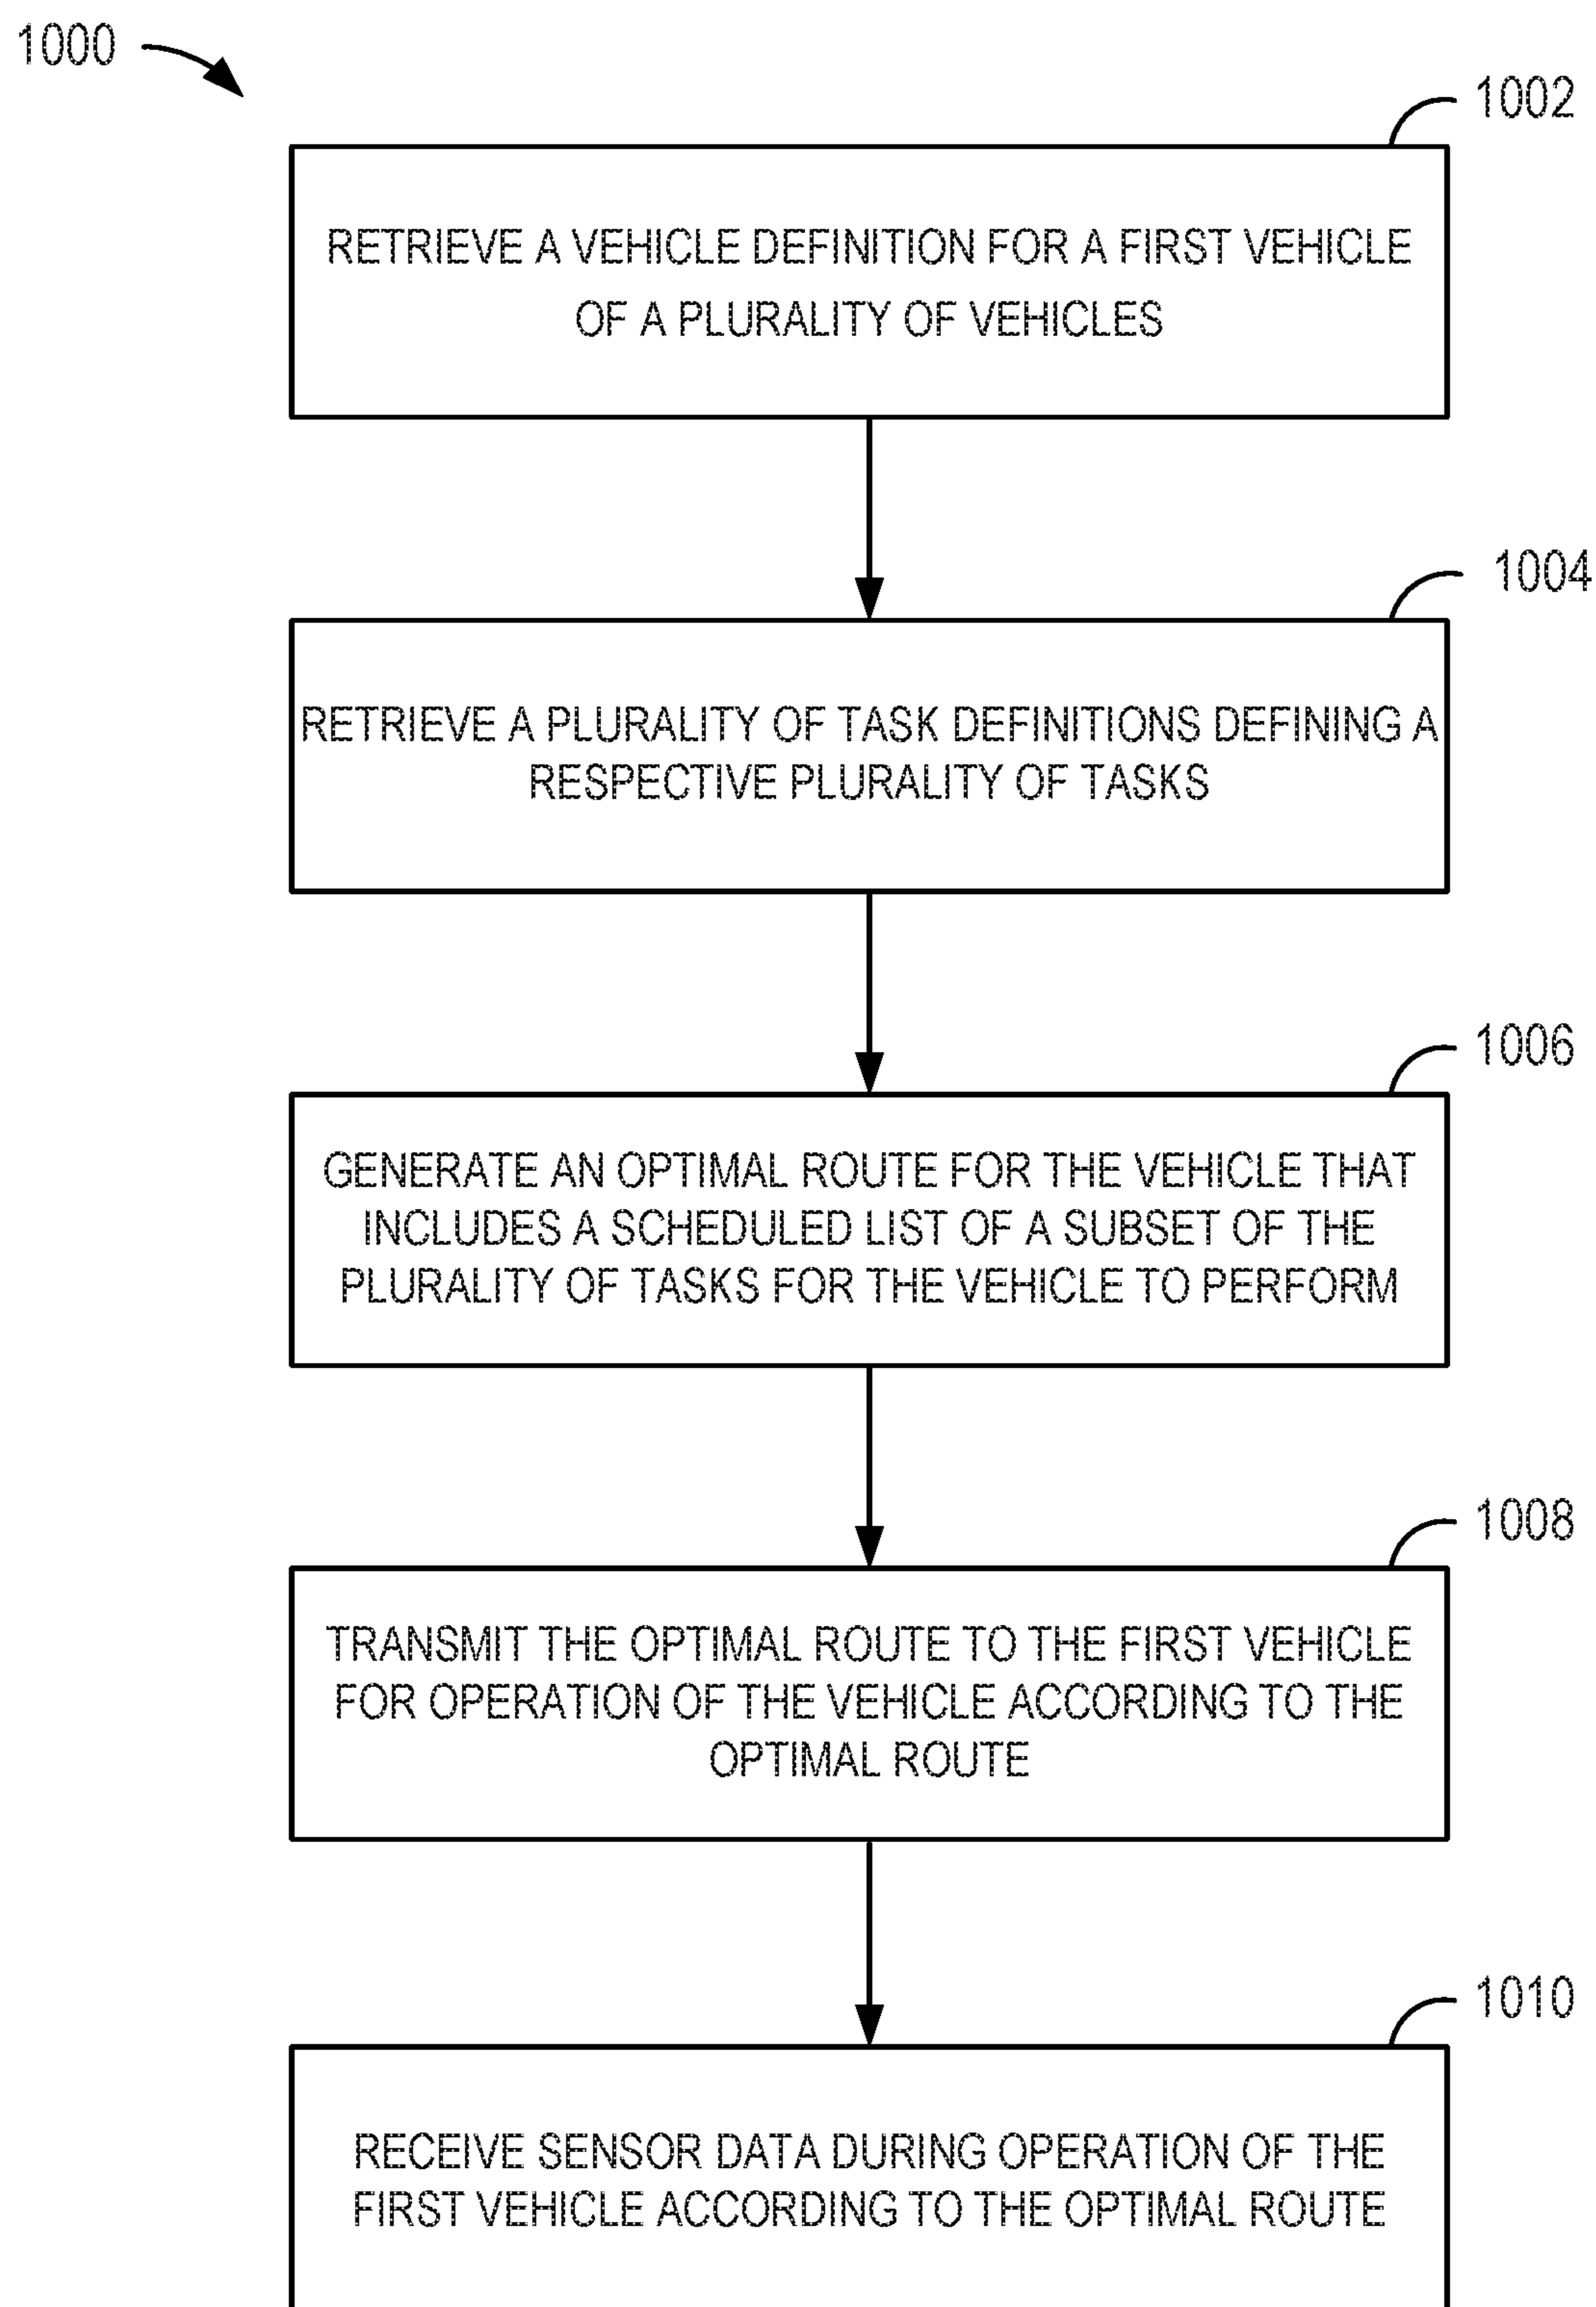 1000
1002
RETRIEVE A VEHICLE DEFINITION FOR A FIRST VEHICLE
OF A PLURALITY OF VEHICLES
1004
RETRIEVE A PLURALITY OF TASK DEFINITIONS DEFINING A
RESPECTIVE PLURALITY OF TASKS
1006
GENERATE AN OPTIMAL ROUTE FOR THE VEHICLE THAT
INCLUDES A SCHEDULED LIST OF A SUBSET OF THE
PLURALITY OF TASKS FOR THE VEHICLE TO PERFORM
1008
TRANSMIT THE OPTIMAL ROUTE TO THE FIRST VEHICLE
FOR OPERATION OF THE VEHICLE ACCORDING TO THE
OPTIMAL ROUTE
1010
RECEIVE SENSOR DATA DURING OPERATION OF THE
FIRST VEHICLE ACCORDING TO THE OPTIMAL ROUTE